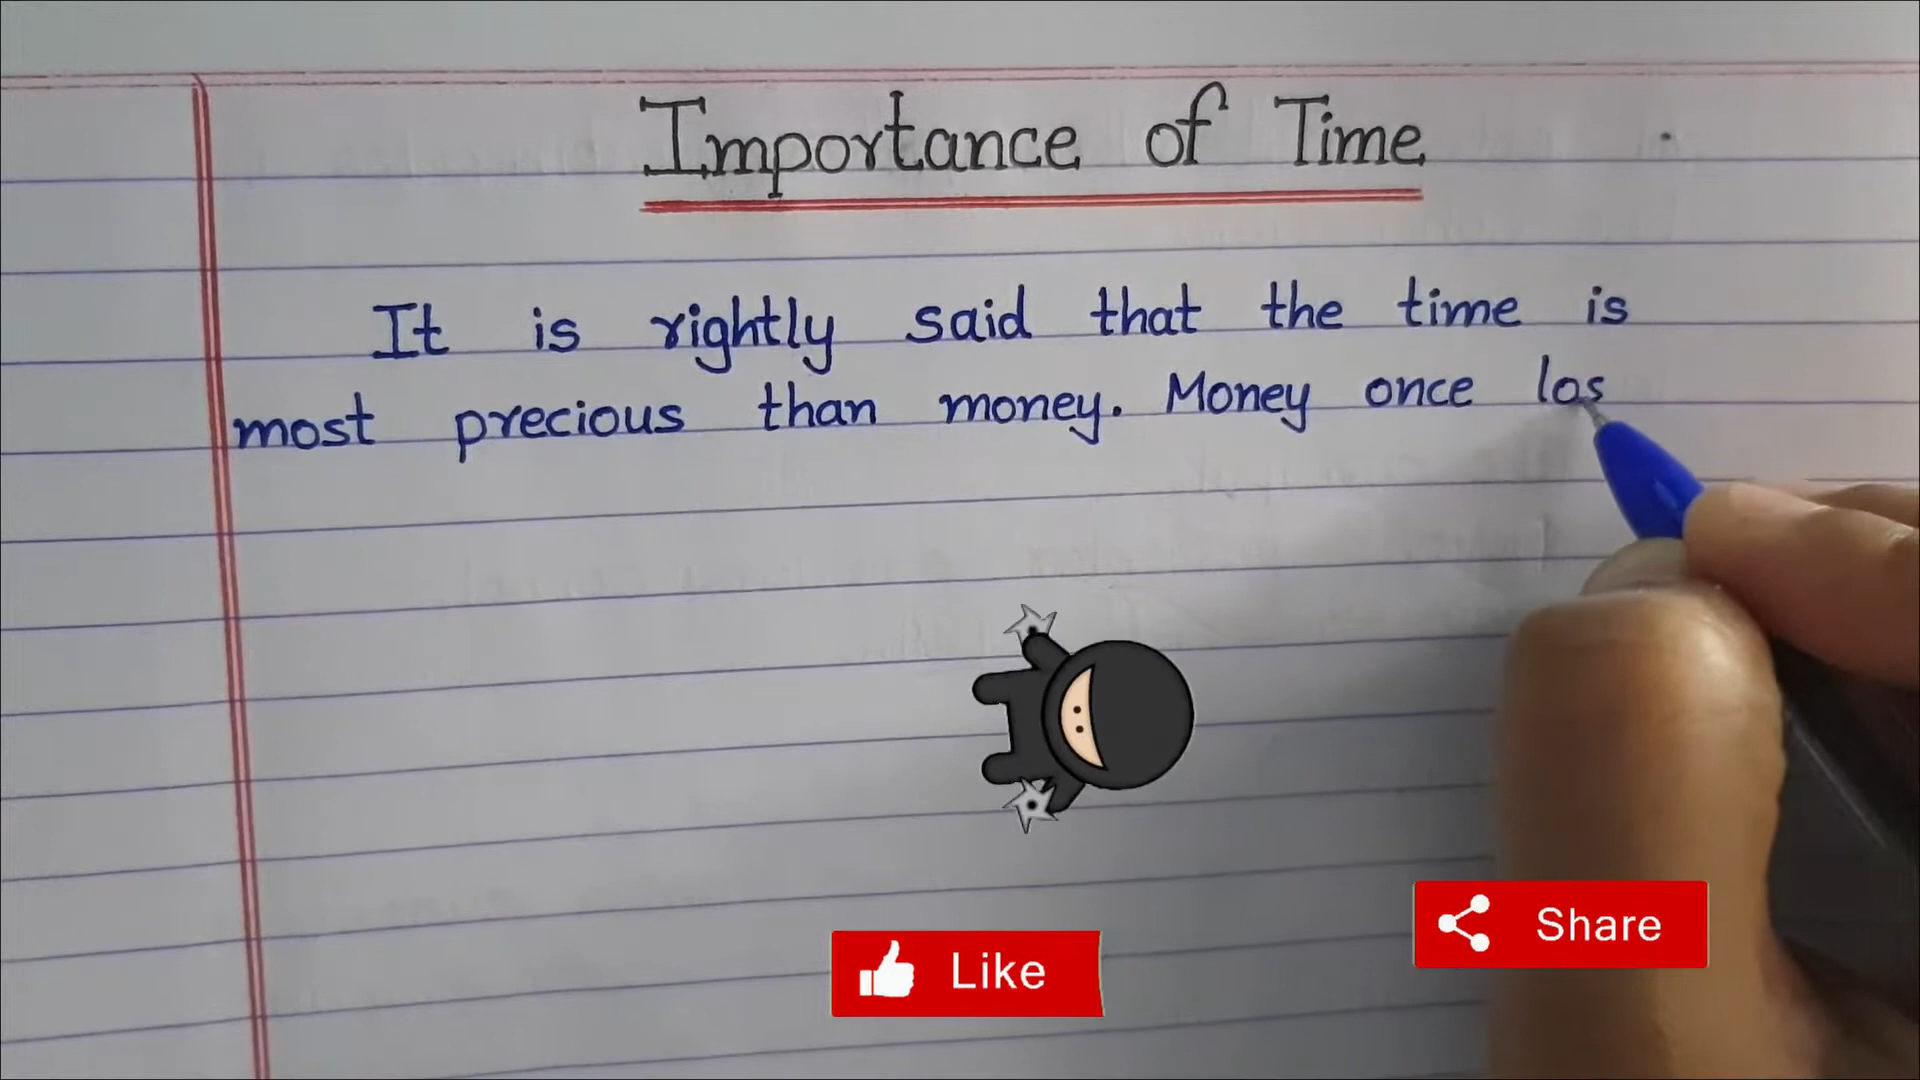 Importance of Time
It is rightly said that the time is
most precious than money. Money once los
Share
Like